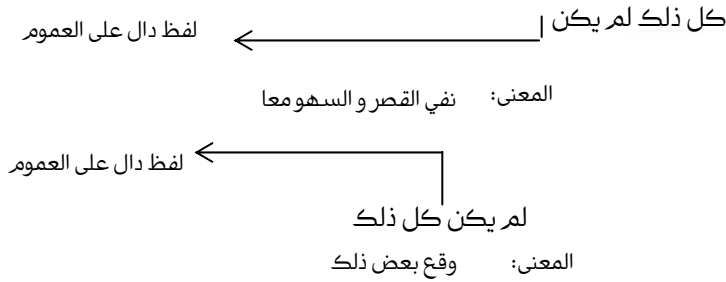 كل ذلك لم يكن
لفظ دال على العموم
المعنى: نفي القصر و السهو معا
لفظ دال على العموم
لم يكن كل ذلك
المعنى: وقع بعض ذلك